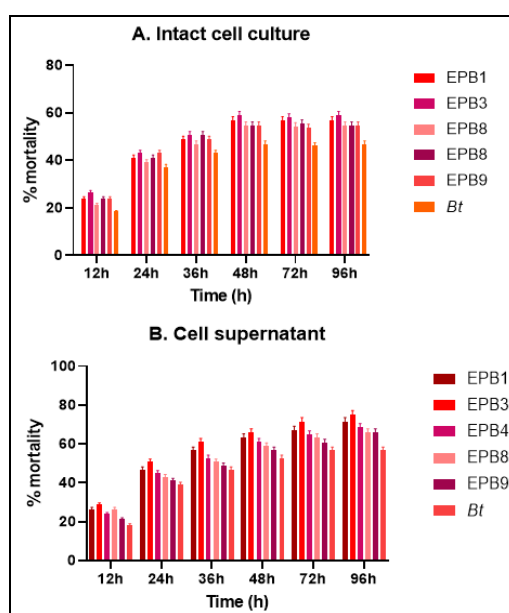 A. Intact cell culture
80
60
40
20
0
% mortality
12h 24h 36h 48h 72h 96h
Time (h)
EPB1
EPB3
EPB8
EPB8
EPB9
Bt
B. Cell supernatant
100
80
60
40
20
0
% mortality
12h 24h 36h 48h 72h 96h
Time (h)
EPB1
EPB3
EPB4
EPB8
EPB9
Bt